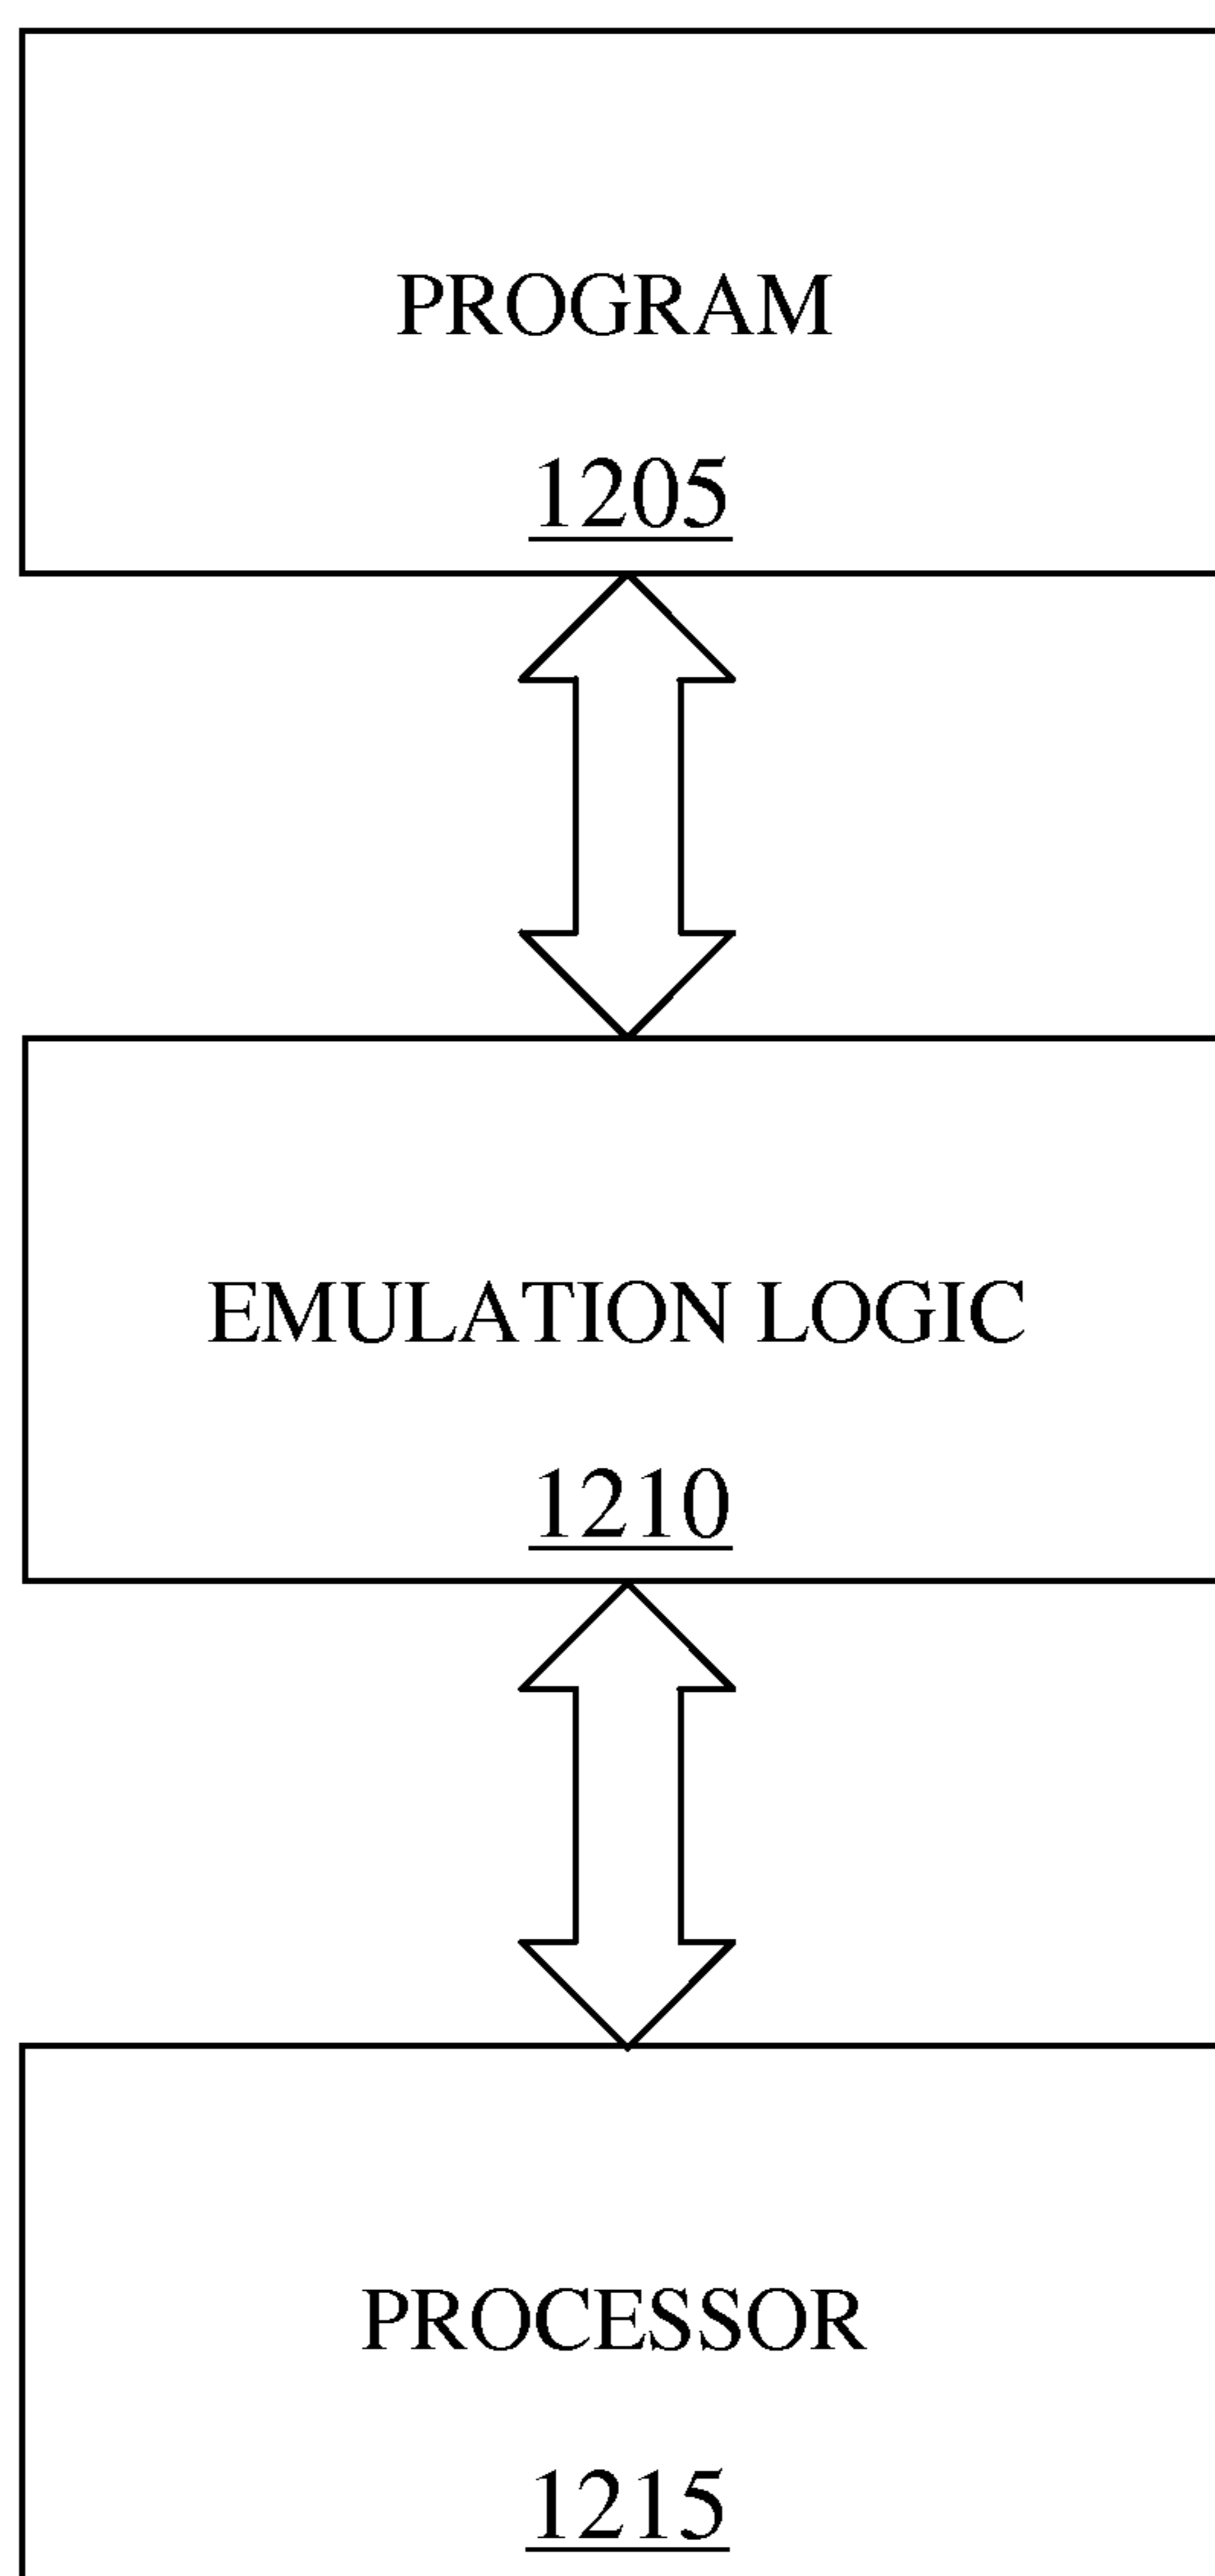 PROGRAM
1205
EMULATION LOGIC
1210
PROCESSOR
1215